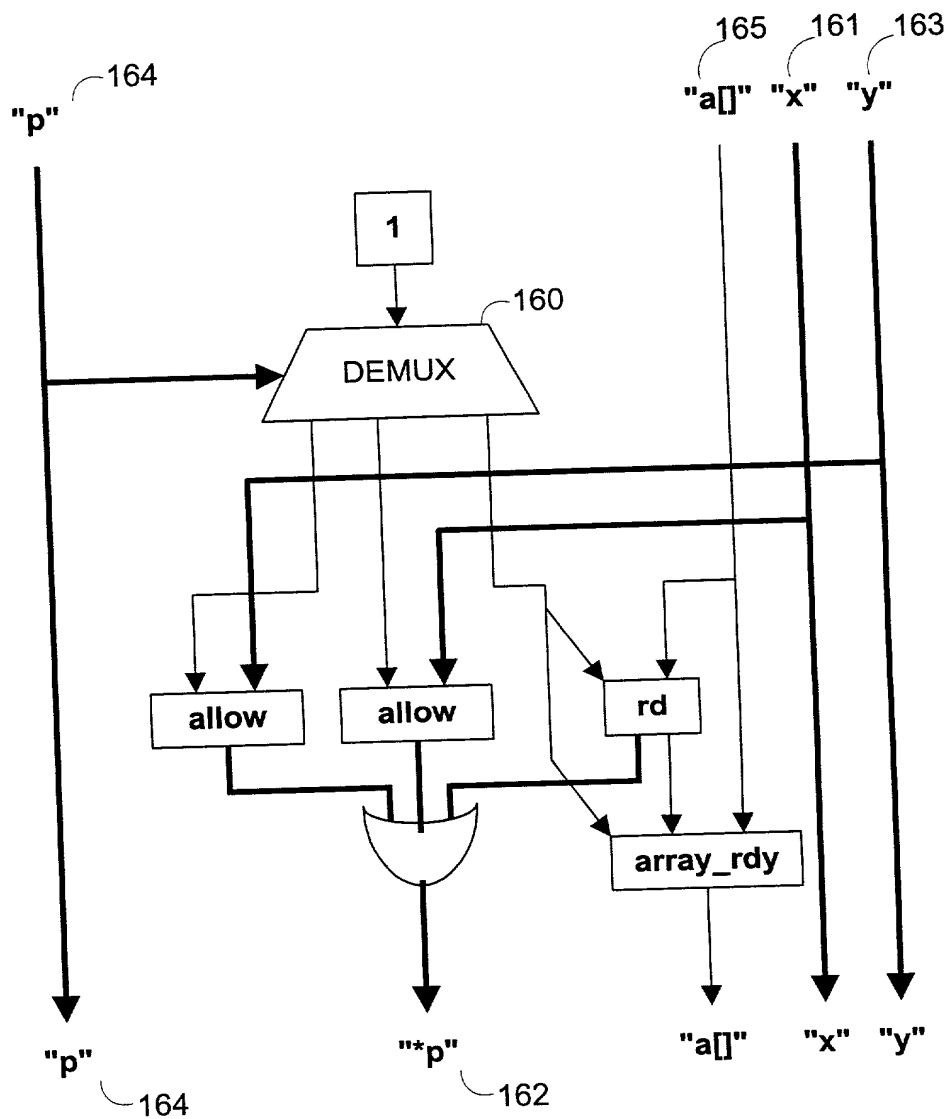 165 161 163
164
"p" "a[]" "x" "y"
1
160
DEMUX
allow allow rd
array_rdy
"p" "*p" "a[]" "x" "y"
164 162